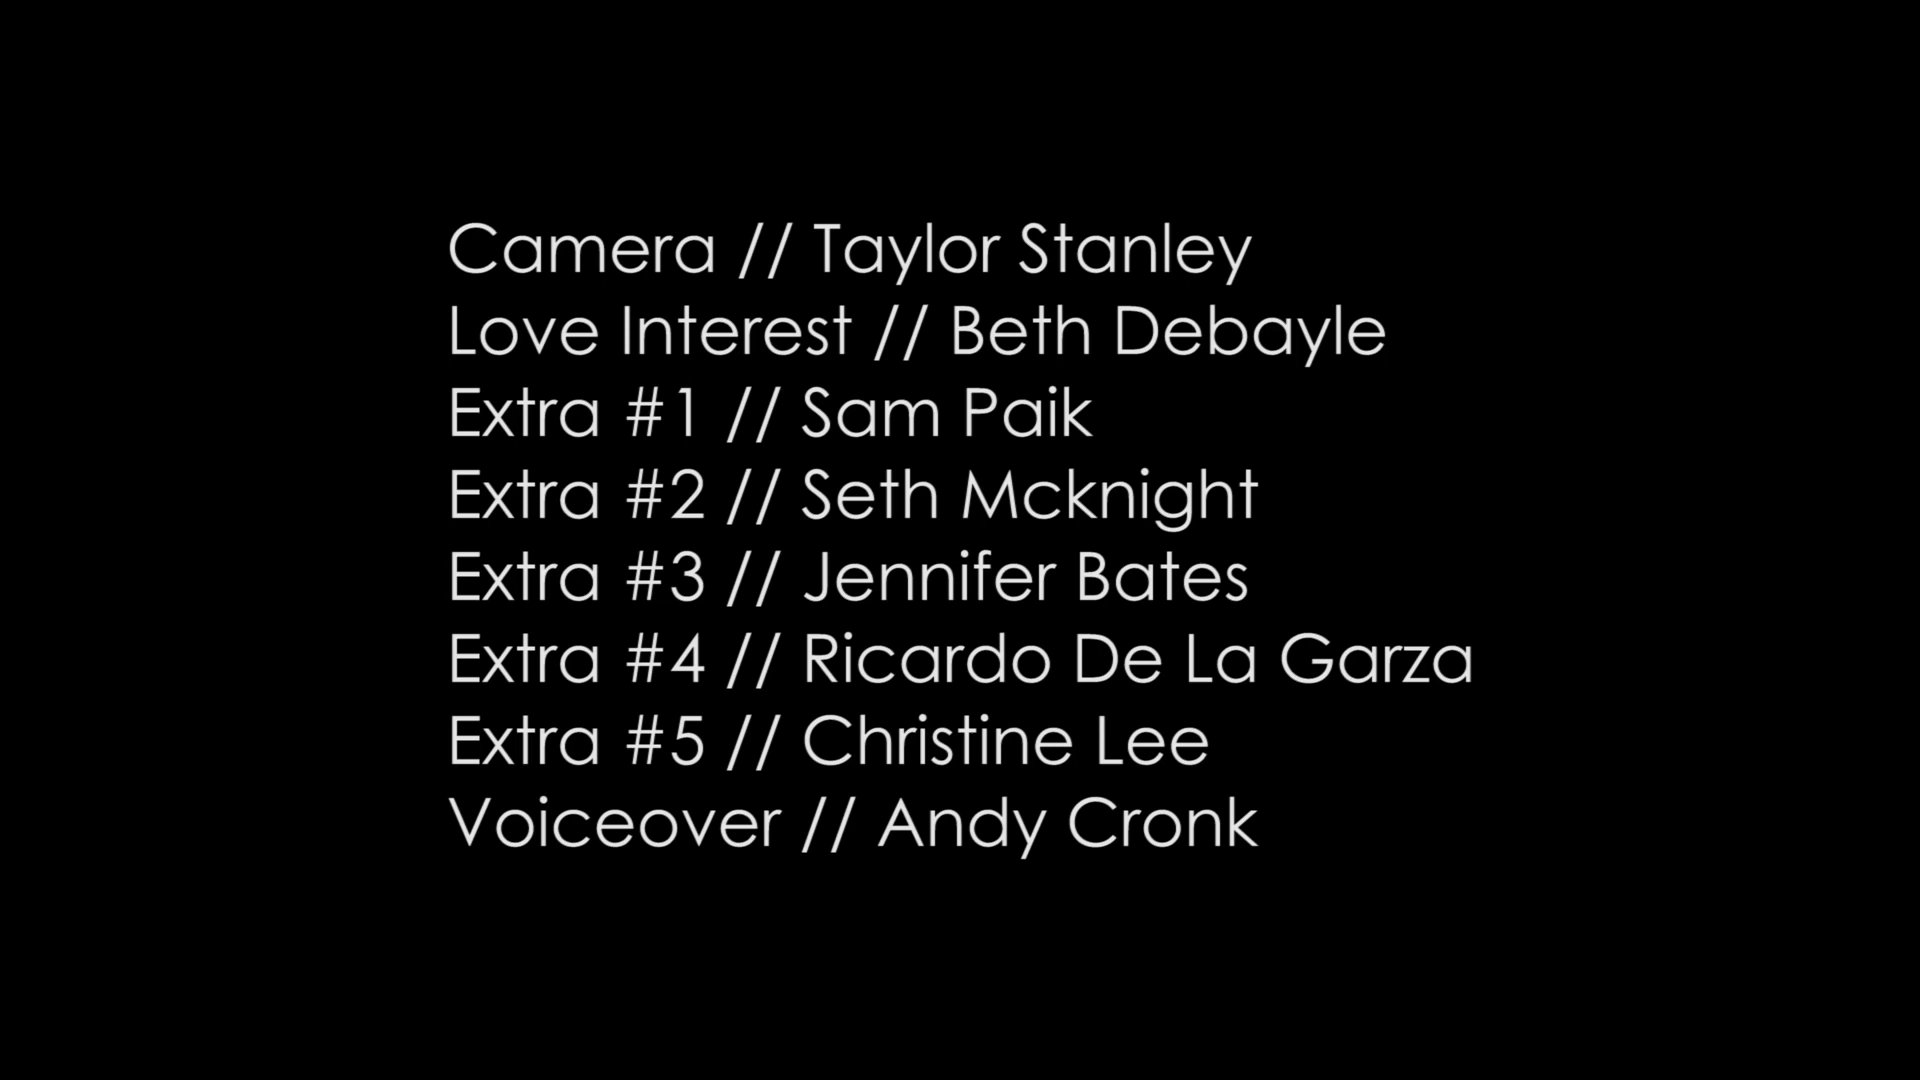 Camera // Taylor Stanley
Love Interest // Beth Debayle
Extra #1 // Sam Paik
Extra #2 // Seth Mcknight
Extra #3 // Jennifer Bates
Extra #4 // Ricardo De La Garza
Extra #5 // Christine Lee
Voiceover // Andy Cronk